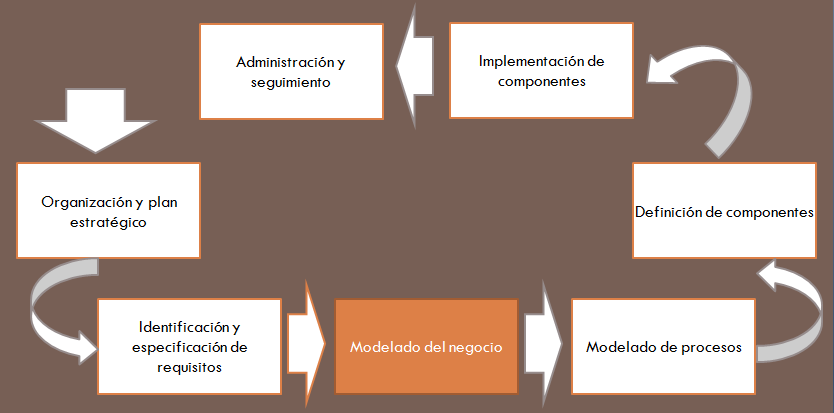 Administración y
seguimiento
Implementación de
componentes
Organización y plan
estratégico
Definición de componentes
Identificación y
especificación de
requisitos
Modelado del negocio
Modelado de procesos